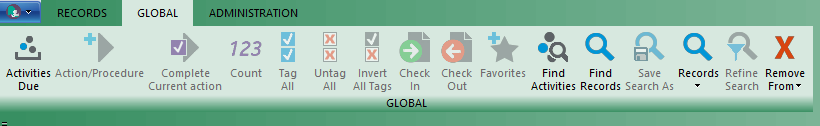 RECORDS GLOBAL ADMINISTRATION
123
Activities Due
Action/Procedure
Complete Current action
Count
Tag All
Untag All
Invert All Tags
Check In
Check Out
Favorites
Find Activities
Find Records
Save Search As
Records
Refine Search
Remove From
GLOBAL